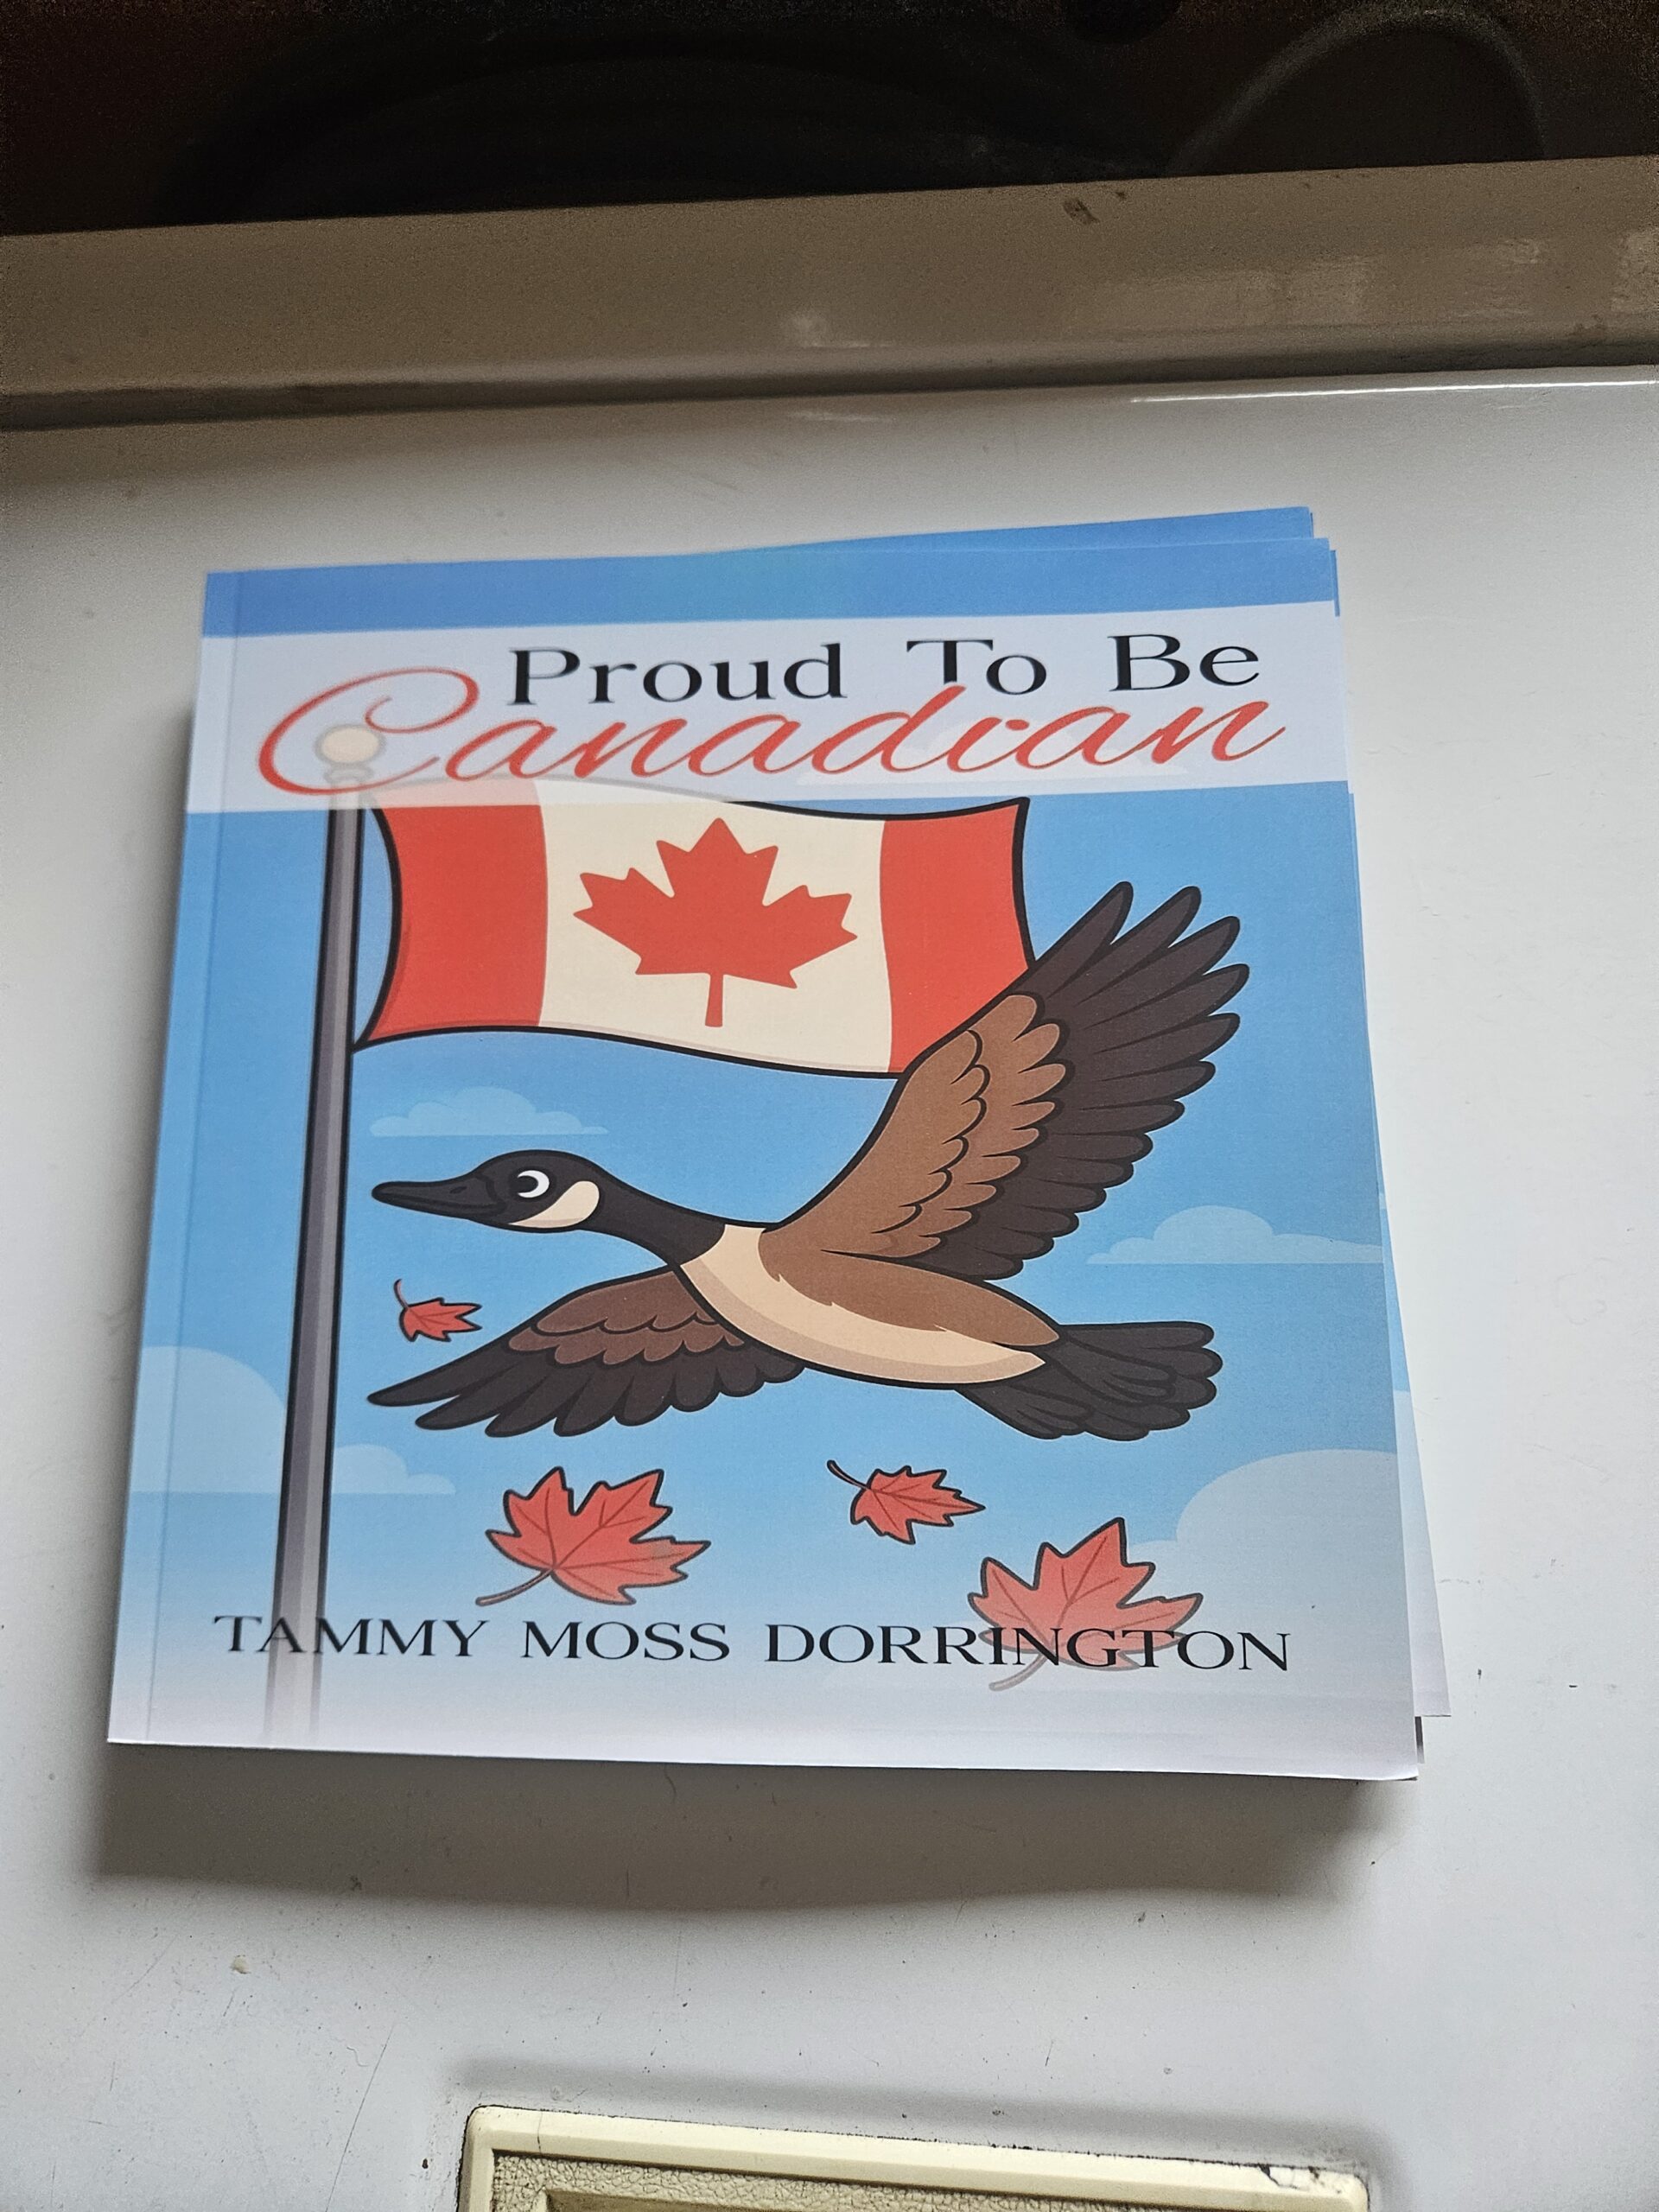 Proud To Be
Canadian
TAMMY MOSS DORRINGTON